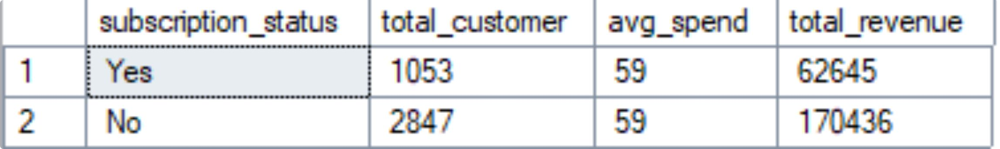 subscription_status total_customer avg_spend total_revenue
1 Yes 1053 59 62645
2 No 2847 59 170436